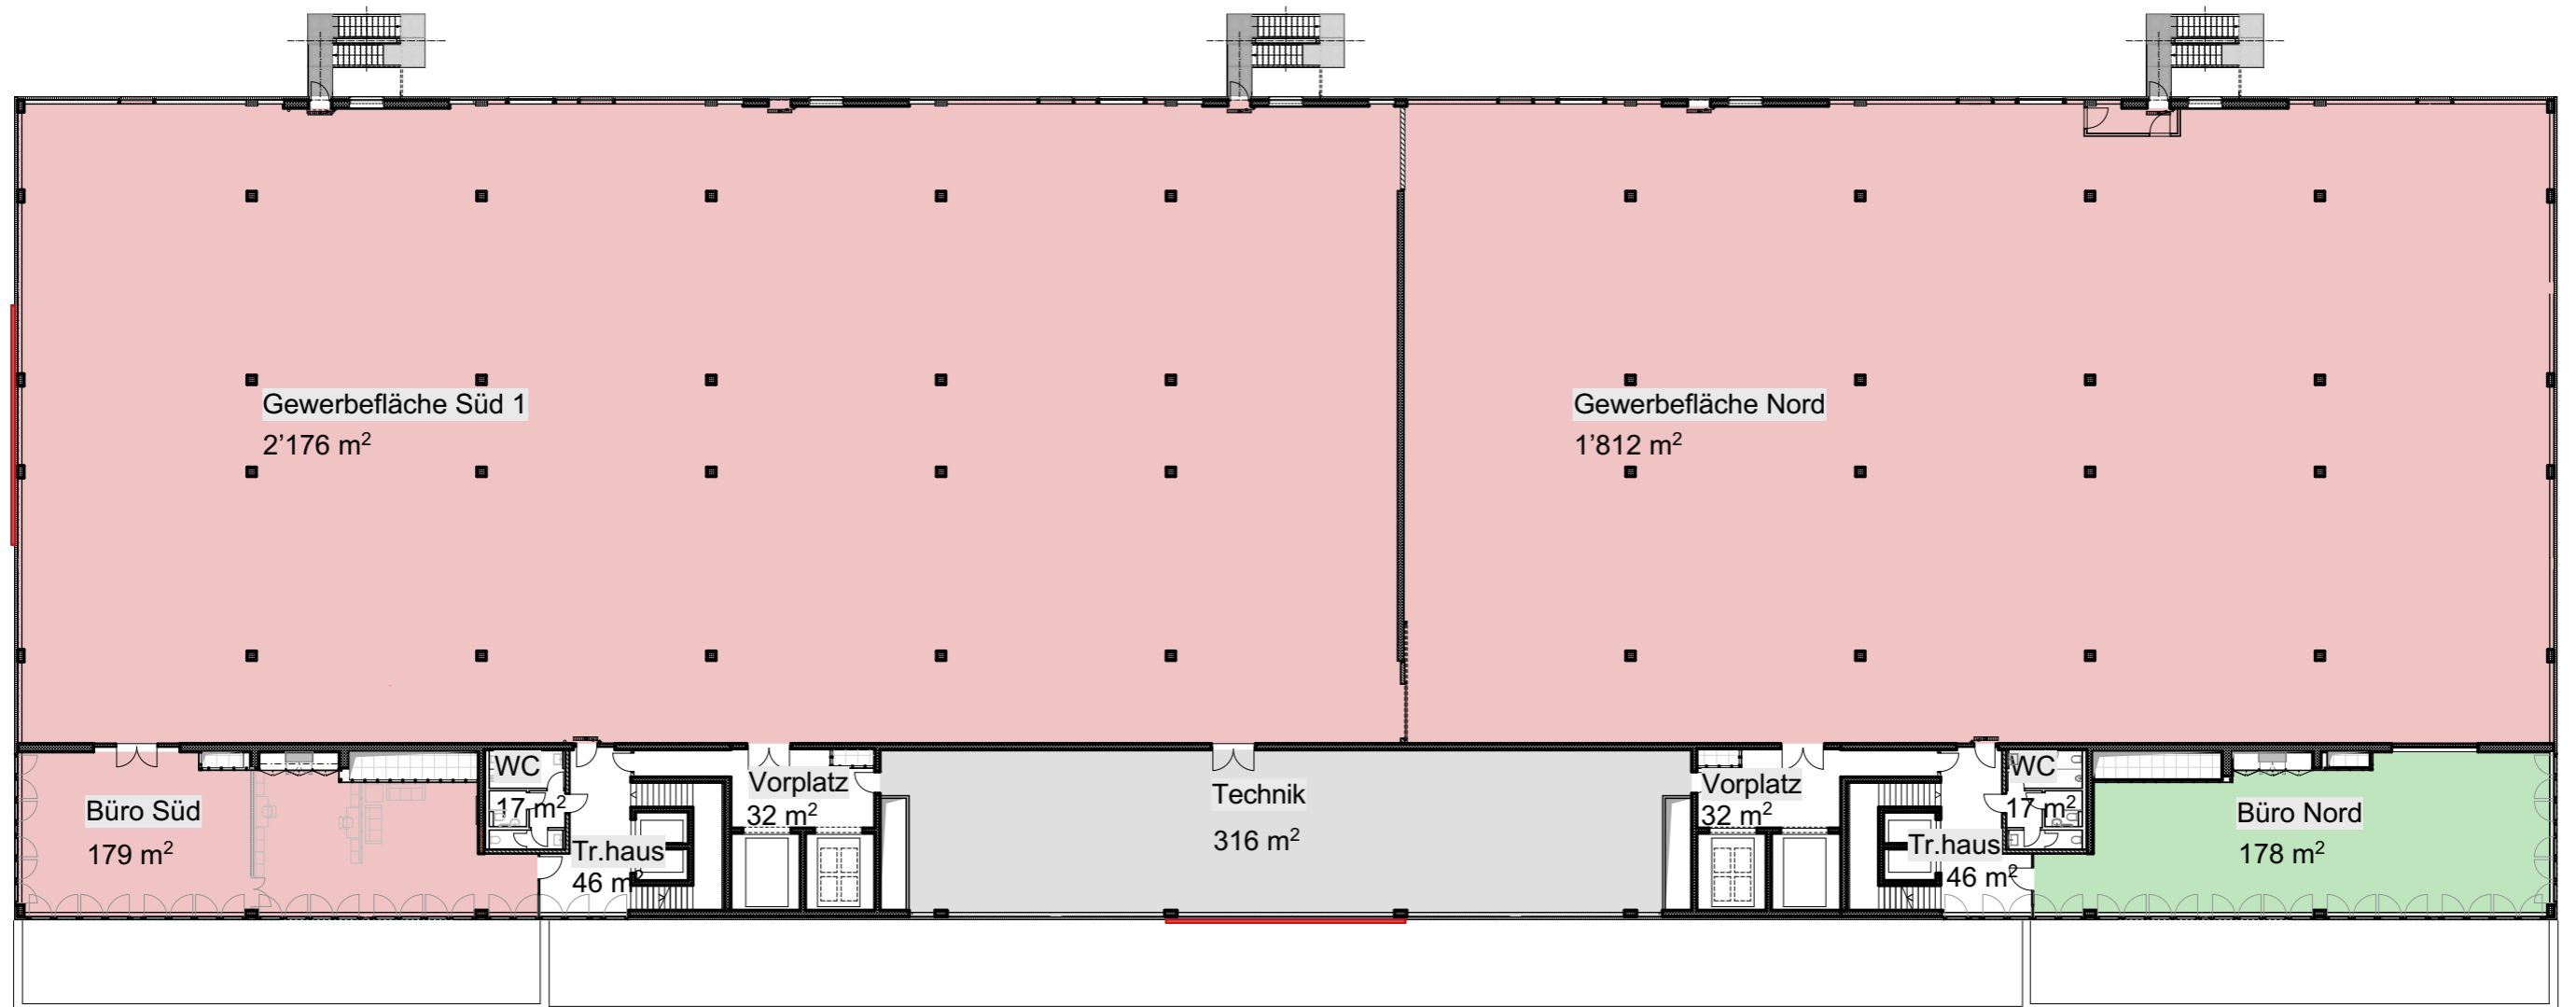 Gewerbefläche Süd 1
2’176 m²
Gewerbefläche Nord
1’812 m²
Büro Süd
179 m²
WC
17 m²
Tr.haus
46 m²
Vorplatz
32 m²
Technik
316 m²
Vorplatz
32 m²
Tr.haus
46 m²
WC
17 m²
Büro Nord
178 m²